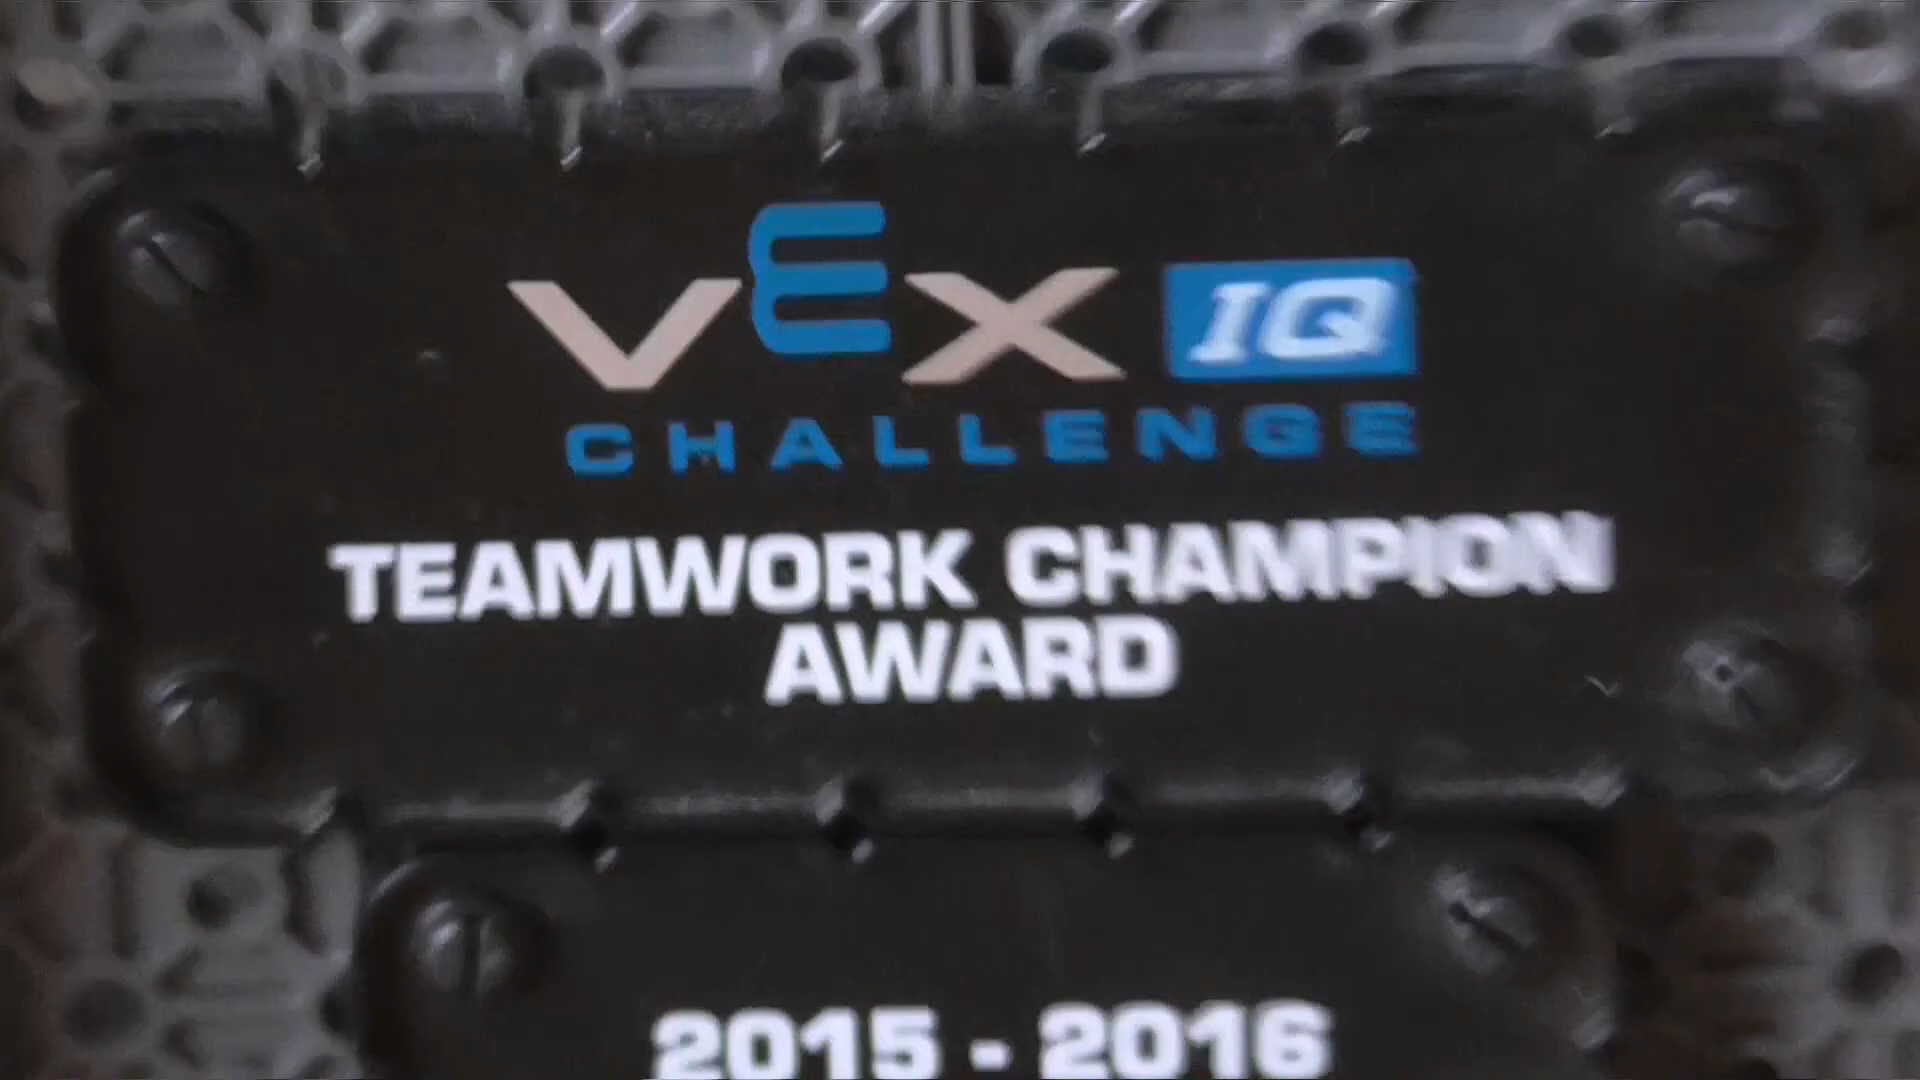 VEX IQ
CHALLENGE
TEAMWORK CHAMPION
AWARD
2015 - 2016